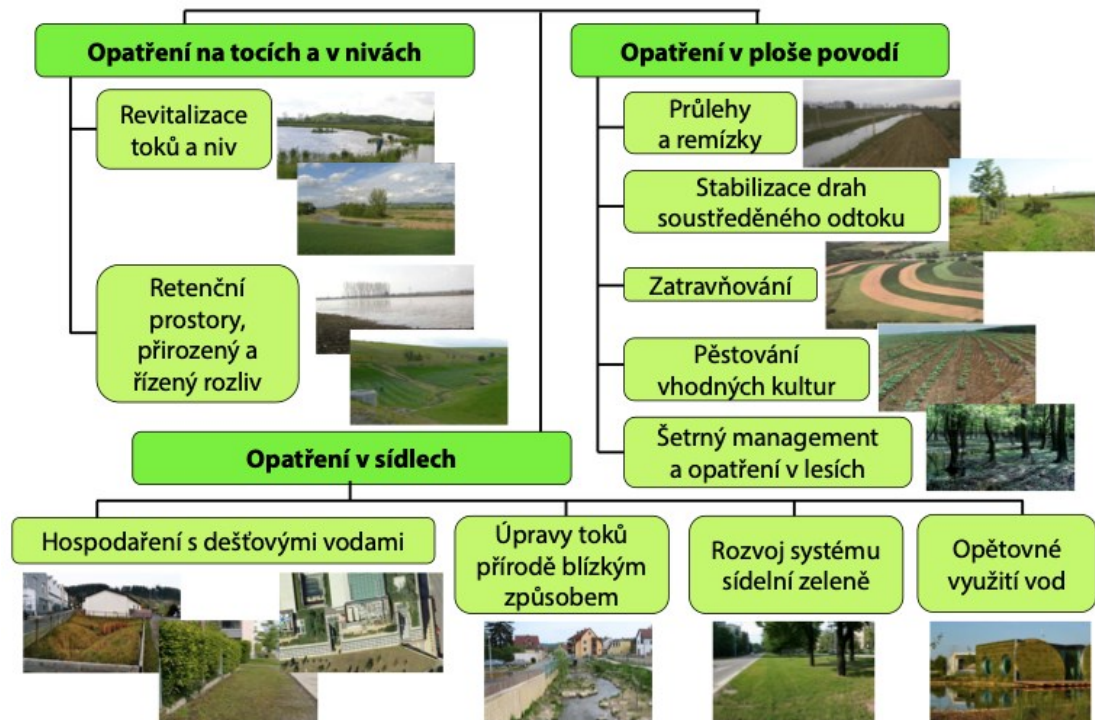 Opatření na tocích a v nivách
Revitalizace
toků a niv
Retenční
prostory,
přirozený a
řízený rozliv
Opatření v ploše povodí
Průlehy
a remízky
Stabilizace drah
soustředěného odtoku
Zatravňování
Pěstování
vhodných kultur
Šetrný management
a opatření v lesích
Opatření v sídlech
Hospodaření s dešťovými vodami
Úpravy toků
přírodě blízkým
způsobem
Rozvoj systému
sídelní zeleně
Opětovné
využití vod